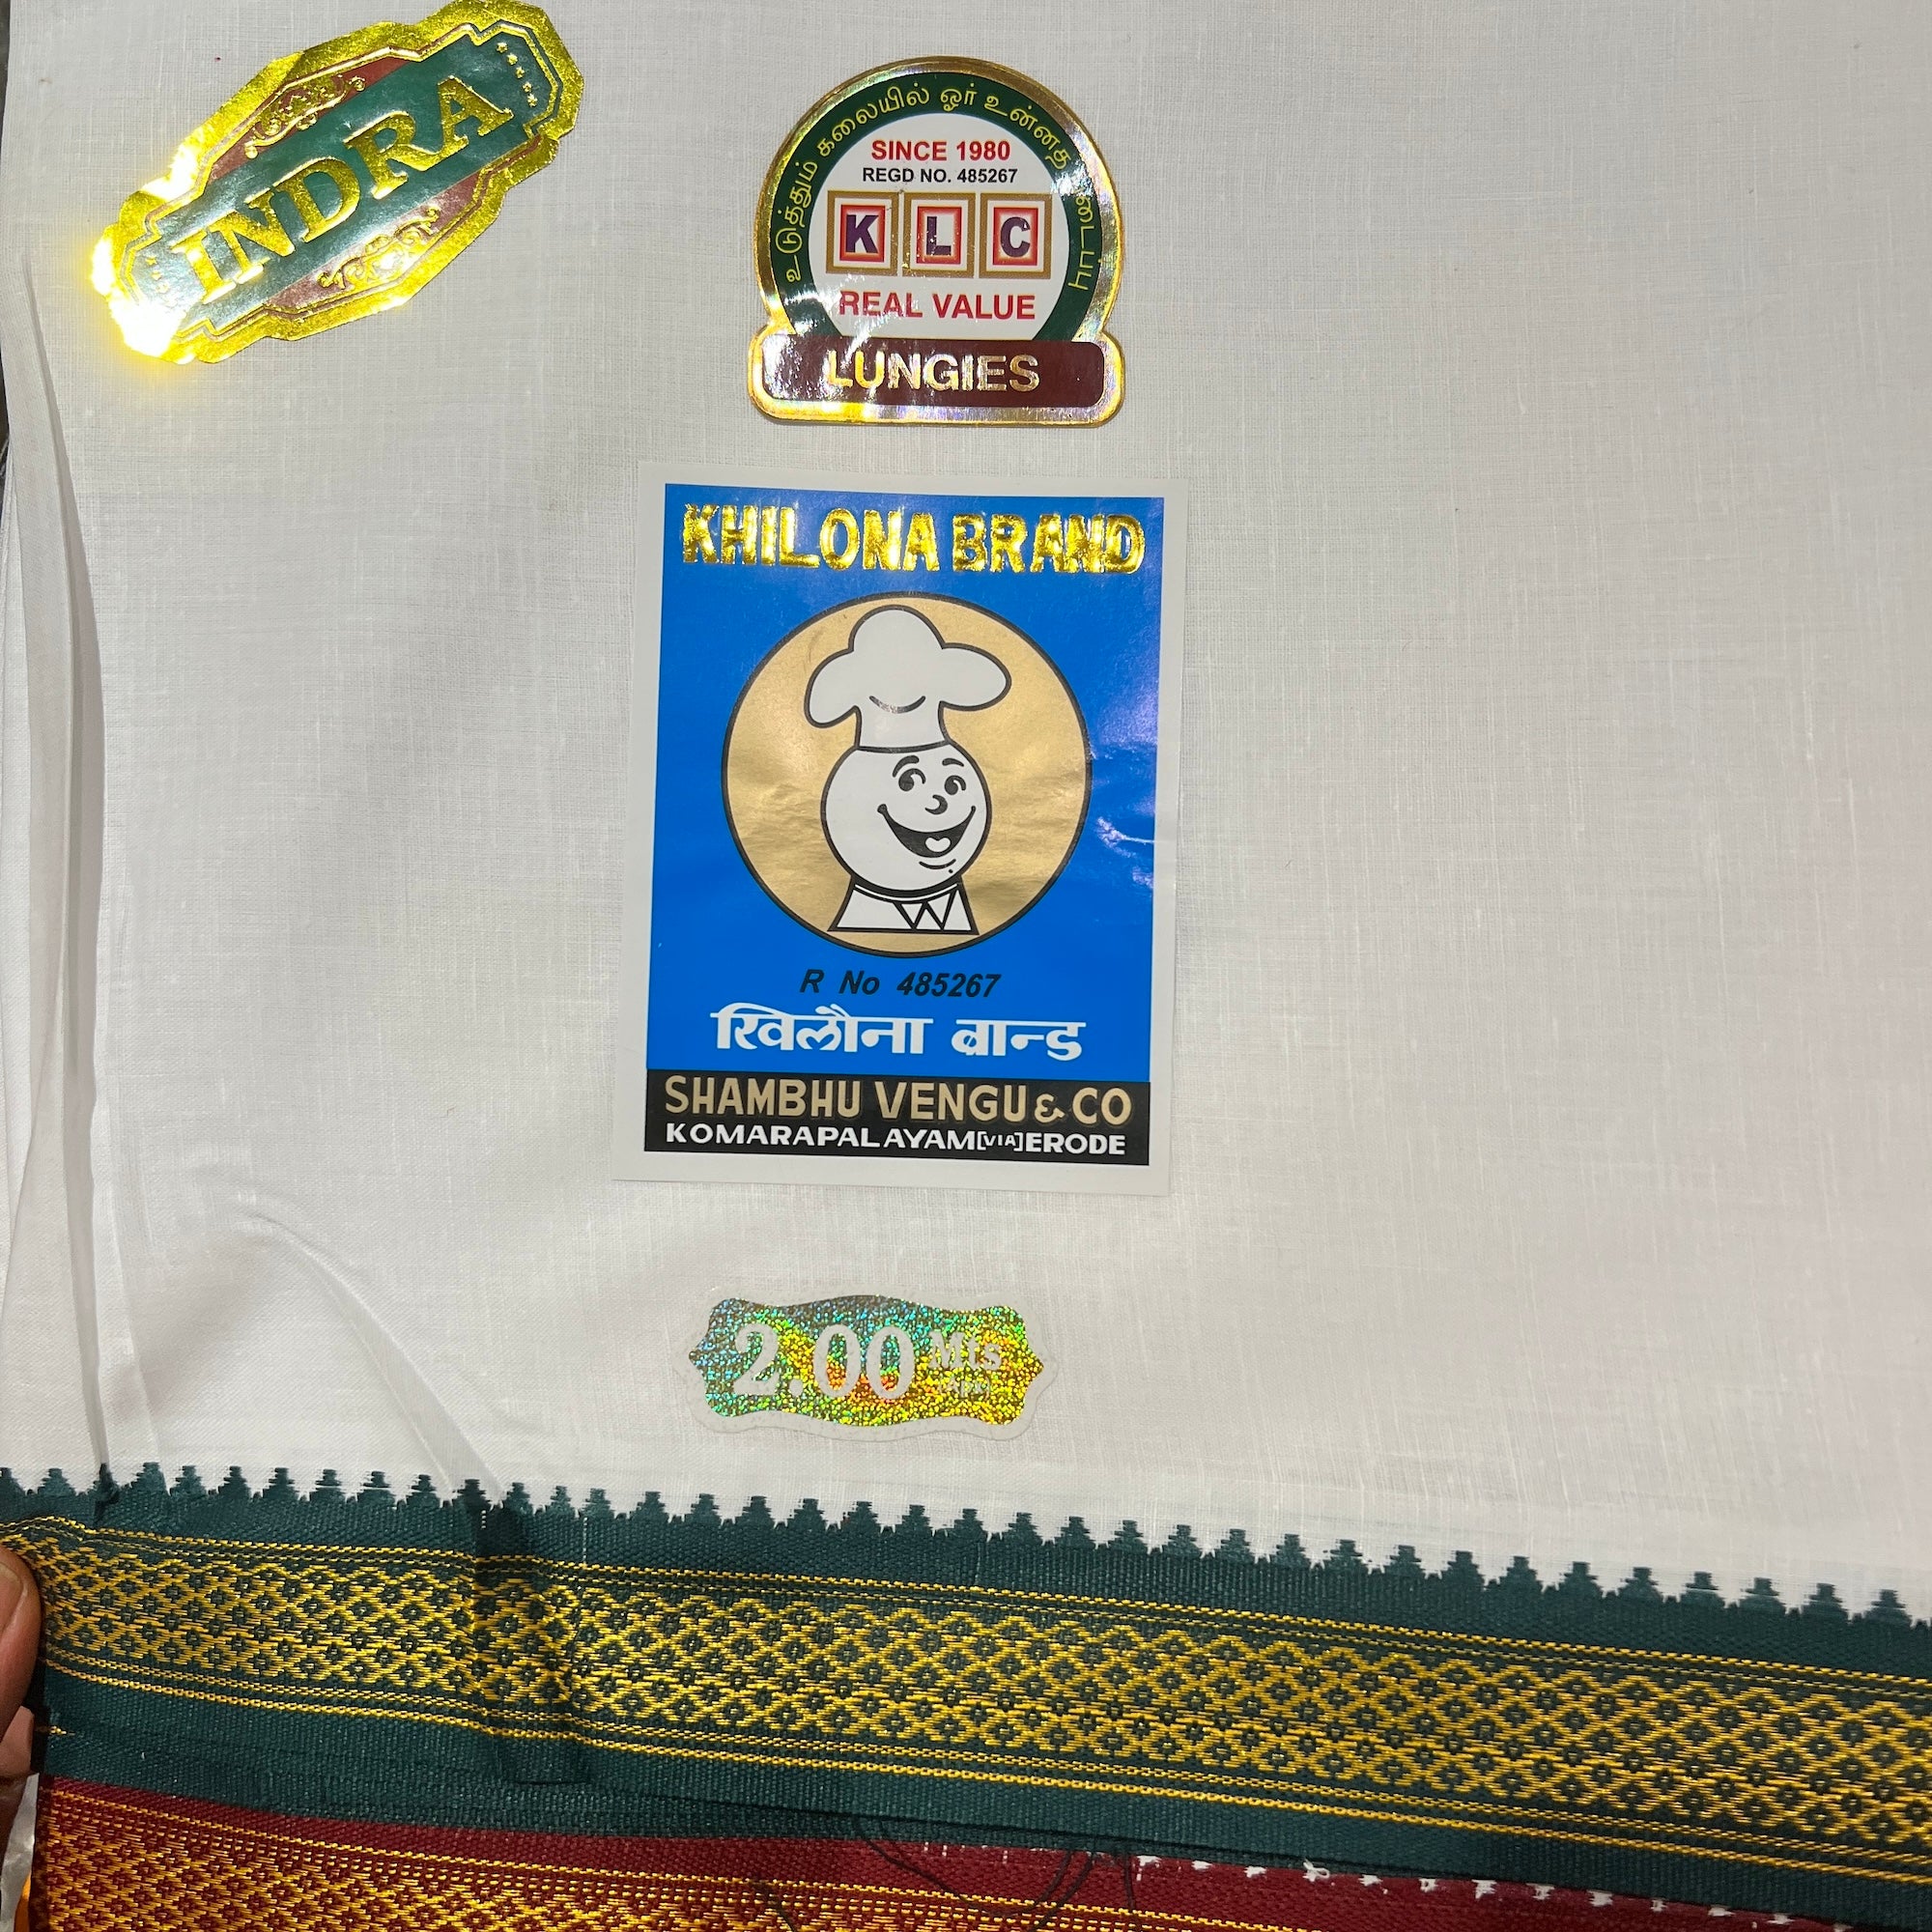 INDRA
உடுத்தும் கலையில் ஓர் உன்னத படைப்பு
SINCE 1980
REGD NO. 485267
K L C
REAL VALUE
LUNGIES
KHILONA BRAND
R No 485267
खिलौना ब्रान्ड
SHAMBHU VENGU & CO
KOMARAPALAYAM [VIA] ERODE
2.00 Mts